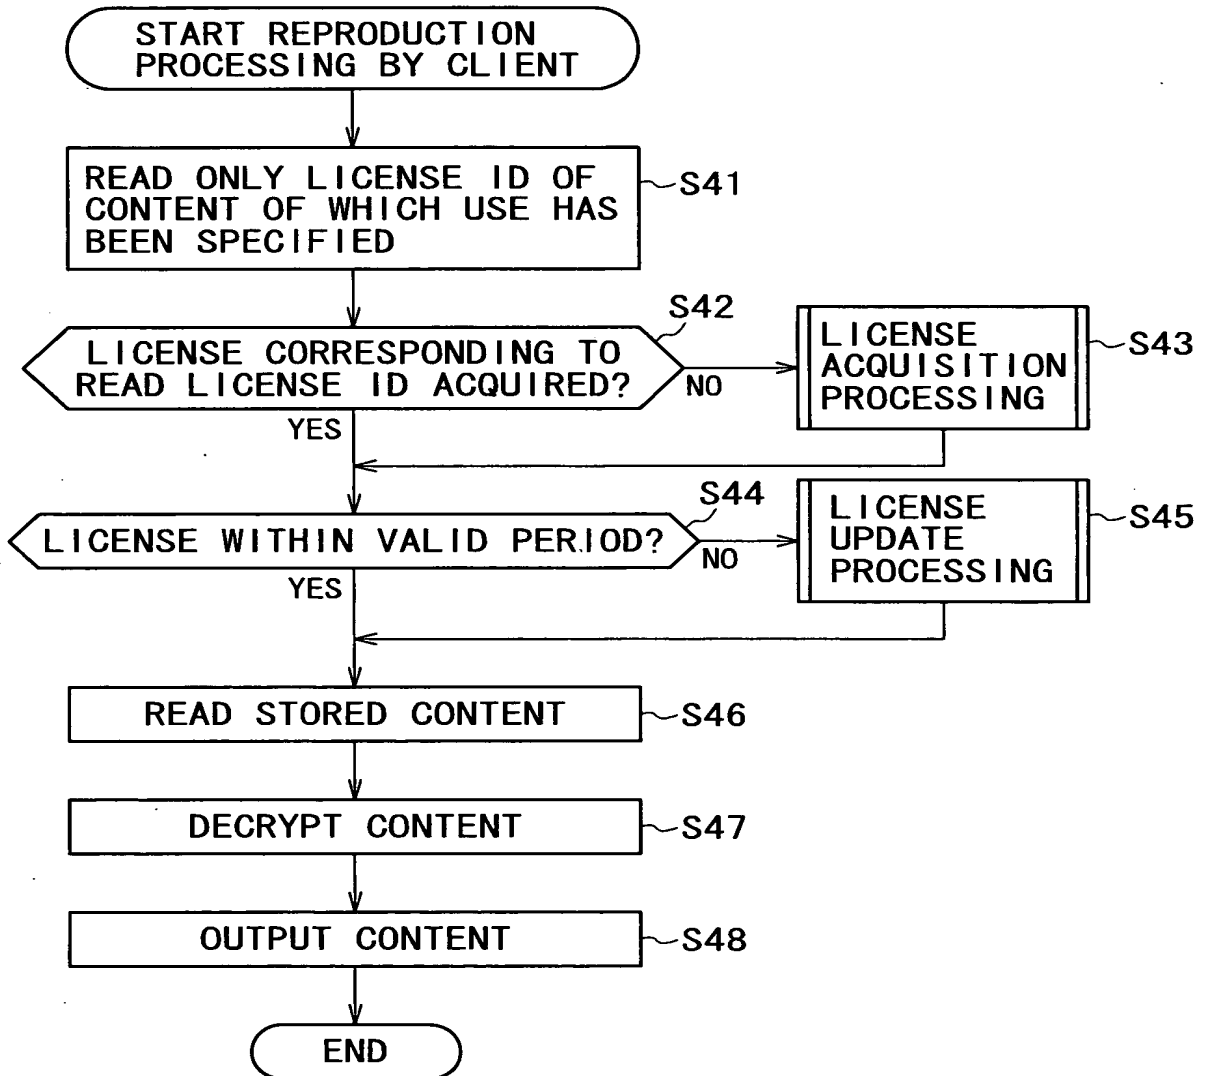 START REPRODUCTION
PROCESSING BY CLIENT
READ ONLY LICENSE ID OF
CONTENT OF WHICH USE HAS
BEEN SPECIFIED
S41
LICENSE CORRESPONDING TO
READ LICENSE ID ACQUIRED?
S42
NO
YES
LICENSE
ACQUISITION
PROCESSING
S43
LICENSE WITHIN VALID PERIOD?
S44
NO
YES
LICENSE
UPDATE
PROCESSING
S45
READ STORED CONTENT
S46
DECRYPT CONTENT
S47
OUTPUT CONTENT
S48
END